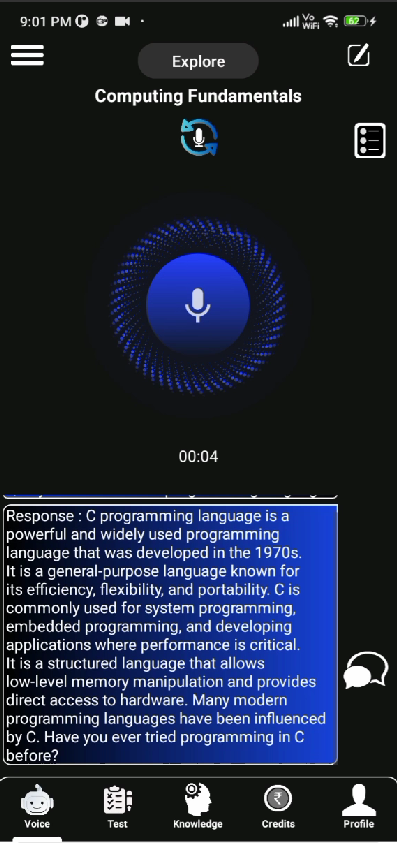 9:01 PM
Vo
WiFi
62
Explore
Computing Fundamentals
00:04
Response : C programming language is a
powerful and widely used programming
language that was developed in the 1970s.
It is a general-purpose language known for
its efficiency, flexibility, and portability. C is
commonly used for system programming,
embedded programming, and developing
applications where performance is critical.
It is a structured language that allows
low-level memory manipulation and provides
direct access to hardware. Many modern
programming languages have been influenced
by C. Have you ever tried programming in C
before?
Voice
Test
Knowledge
₹
Credits
Profile